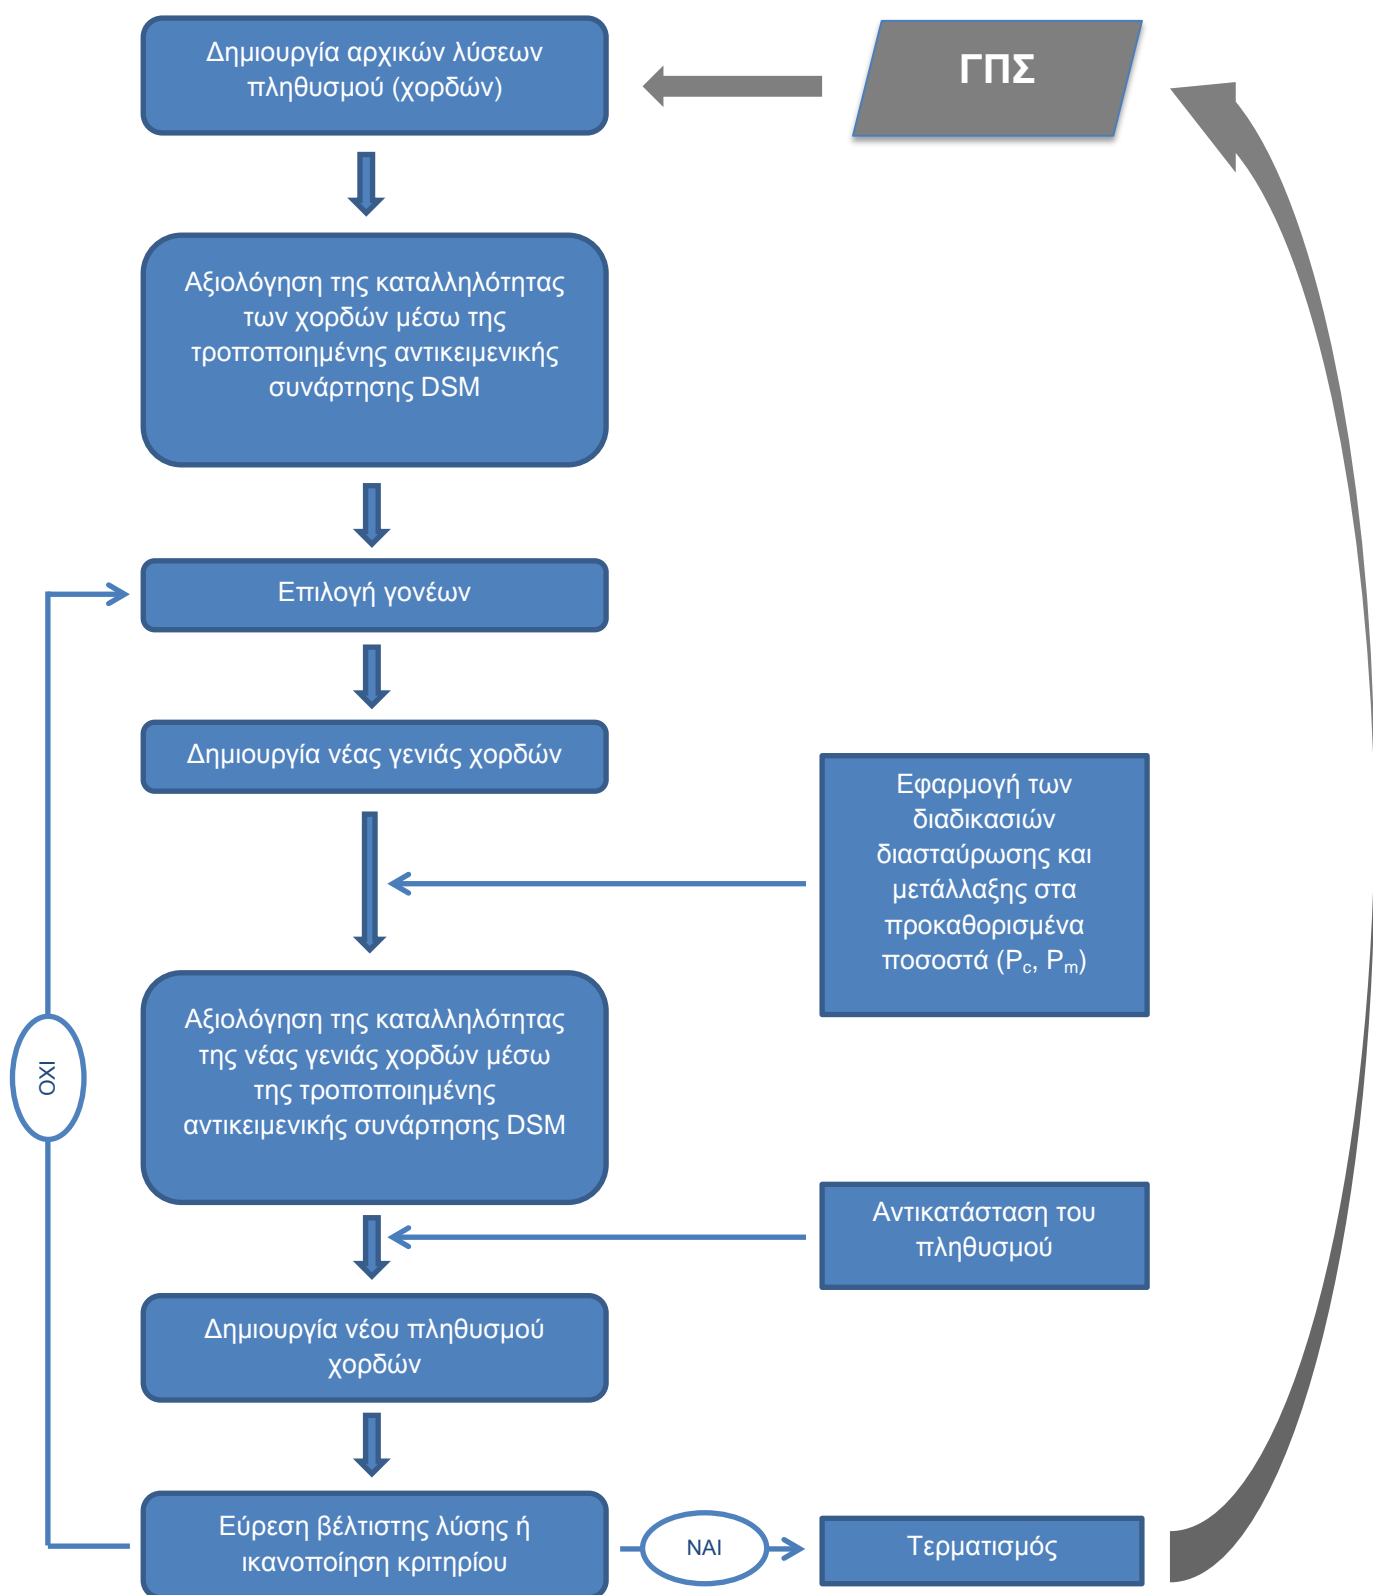 Δημιουργία αρχικών λύσεων
πληθυσμού (χορδών)
ΓΠΣ
Αξιολόγηση της καταλληλότητας
των χορδών μέσω της
τροποποιημένης αντικειμενικής
συνάρτησης DSM
Επιλογή γονέων
Δημιουργία νέας γενιάς χορδών
Εφαρμογή των
διαδικασιών
διασταύρωσης και
μετάλλαξης στα
προκαθορισμένα
ποσοστά (Pc, Pm)
Αξιολόγηση της καταλληλότητας
της νέας γενιάς χορδών μέσω
της τροποποιημένης
αντικειμενικής συνάρτησης DSM
ΟΧΙ
Αντικατάσταση του
πληθυσμού
Δημιουργία νέου πληθυσμού
χορδών
Εύρεση βέλτιστης λύσης ή
ικανοποίηση κριτηρίου
ΝΑΙ
Τερματισμός